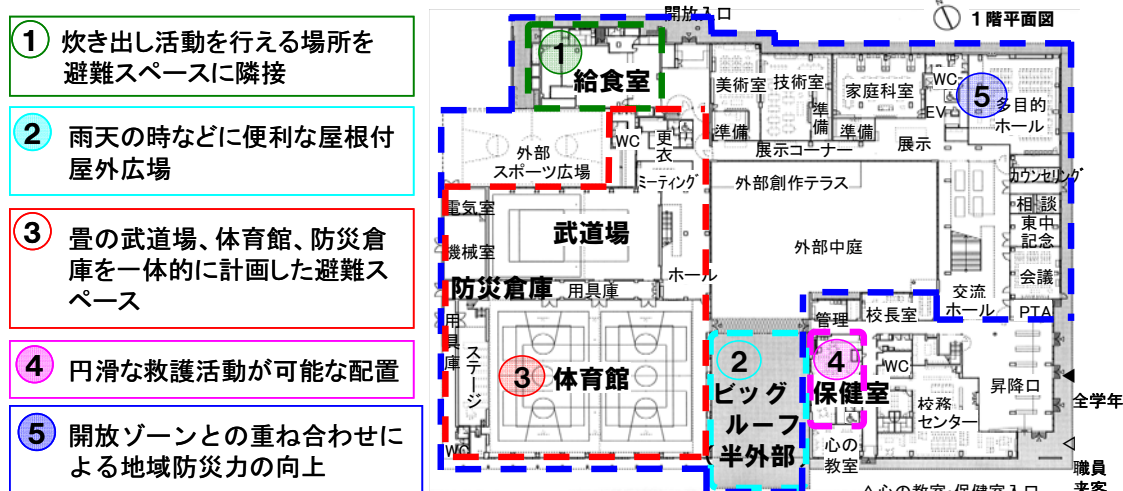 1 炊き出し活動を行える場所を
避難スペースに隣接
2 雨天の時などに便利な屋根付
屋外広場
3 畳の武道場、体育館、防災倉
庫を一体的に計画した避難ス
ペース
4 円滑な救護活動が可能な配置
5 開放ゾーンとの重ね合わせに
よる地域防災力の向上
開放入口
N
1階平面図
1
給食室
美術室
技術室
家庭科室
WC
EV
5
多目的
ホール
準備
準備
準備
展示コーナー
展示
外部
スポーツ広場
WC
更衣
ミーティング
外部創作テラス
カウンセリング
相談
東中
記念
会議
PTA
電気室
機械室
武道場
外部中庭
ホール
交流
ホール
防災倉庫
用具庫
用具庫
ステージ
WC
3 体育館
2
ビッグ
ルーフ
(半外部)
管理
校長室
4
保健室
WC
校務
センター
昇降口
心の
教室
全学年
職員
来客
心の教室・保健室入口